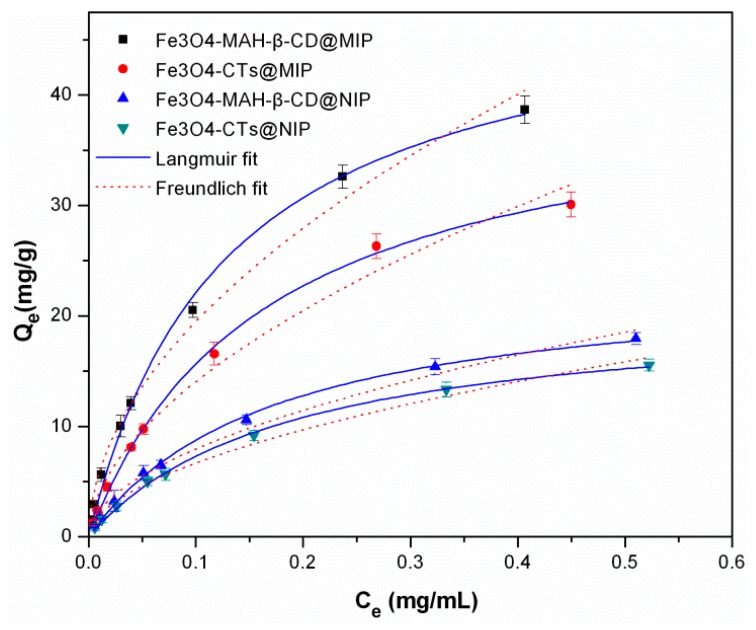 Fe3O4-MAH-β-CD@MIP
Fe3O4-CTs@MIP
Fe3O4-MAH-β-CD@NIP
Fe3O4-CTs@NIP
Langmuir fit
Freundlich fit
40
30
20
10
0
Qe(mg/g)
0.0 0.1 0.2 0.3 0.4 0.5 0.6
Ce (mg/mL)